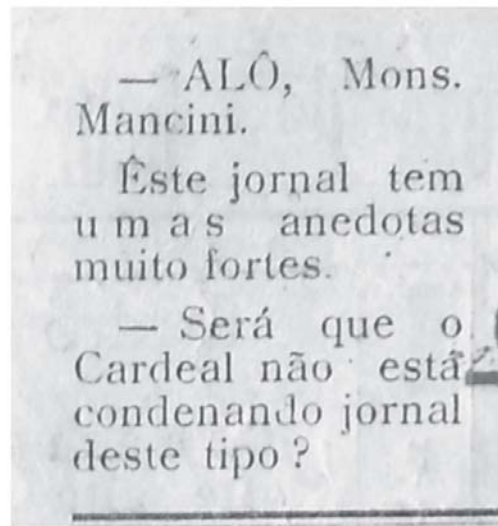 — ALÔ, Mons.
Mancini.
Êste jornal tem
umas anedotas
muito fortes.
— Será que o
Cardeal não está
condenando jornal
deste tipo?